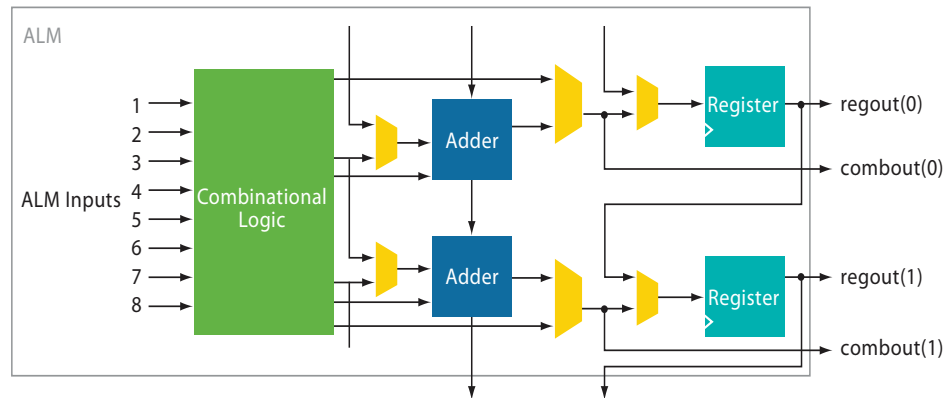 ALM
ALM Inputs
1
2
3
4
5
6
7
8
Combinational
Logic
Adder
Adder
Register
Register
regout(0)
combout(0)
regout(1)
combout(1)